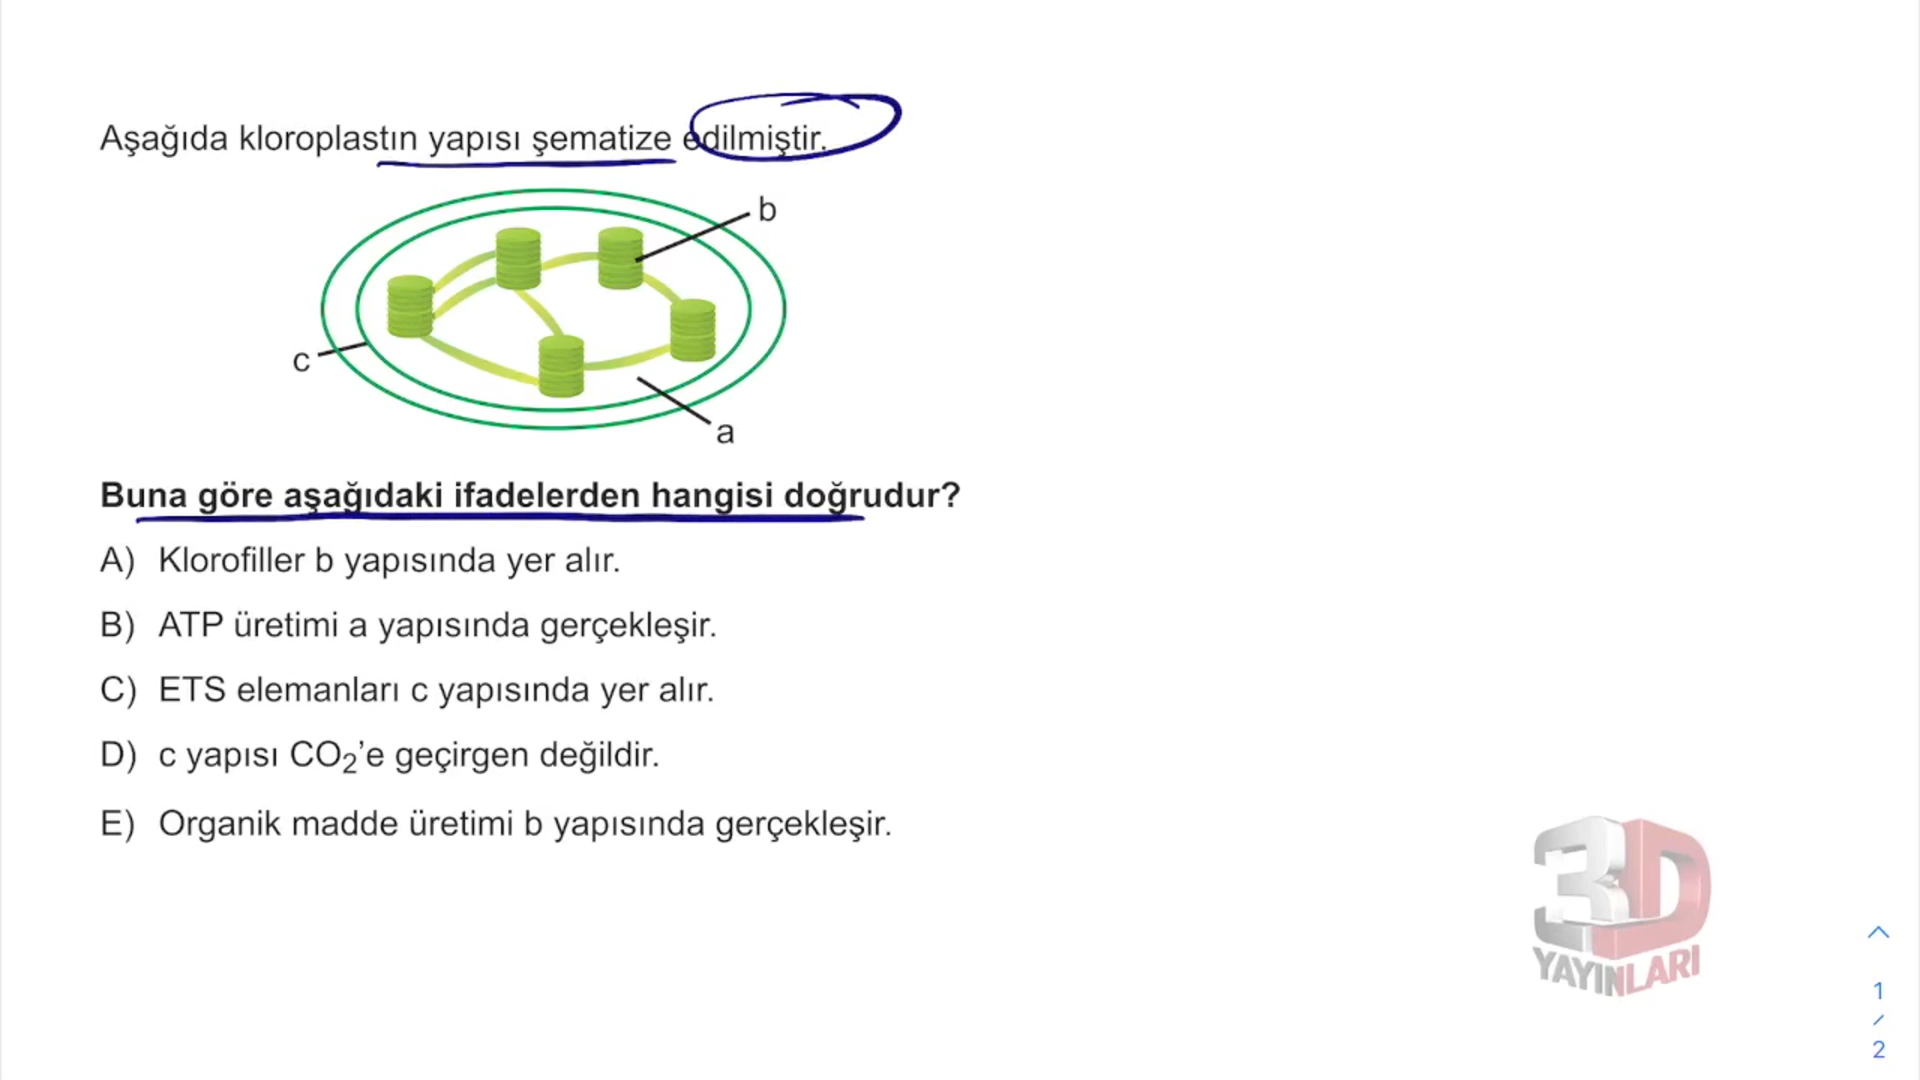 Aşağıda kloroplastın yapısı şematize edilmiştir.
b
c
a
Buna göre aşağıdaki ifadelerden hangisi doğrudur?
A) Klorofiller b yapısında yer alır.
B) ATP üretimi a yapısında gerçekleşir.
C) ETS elemanları c yapısında yer alır.
D) c yapısı CO₂’e geçirgen değildir.
E) Organik madde üretimi b yapısında gerçekleşir.
3D
YAYINLARI
1
/
2